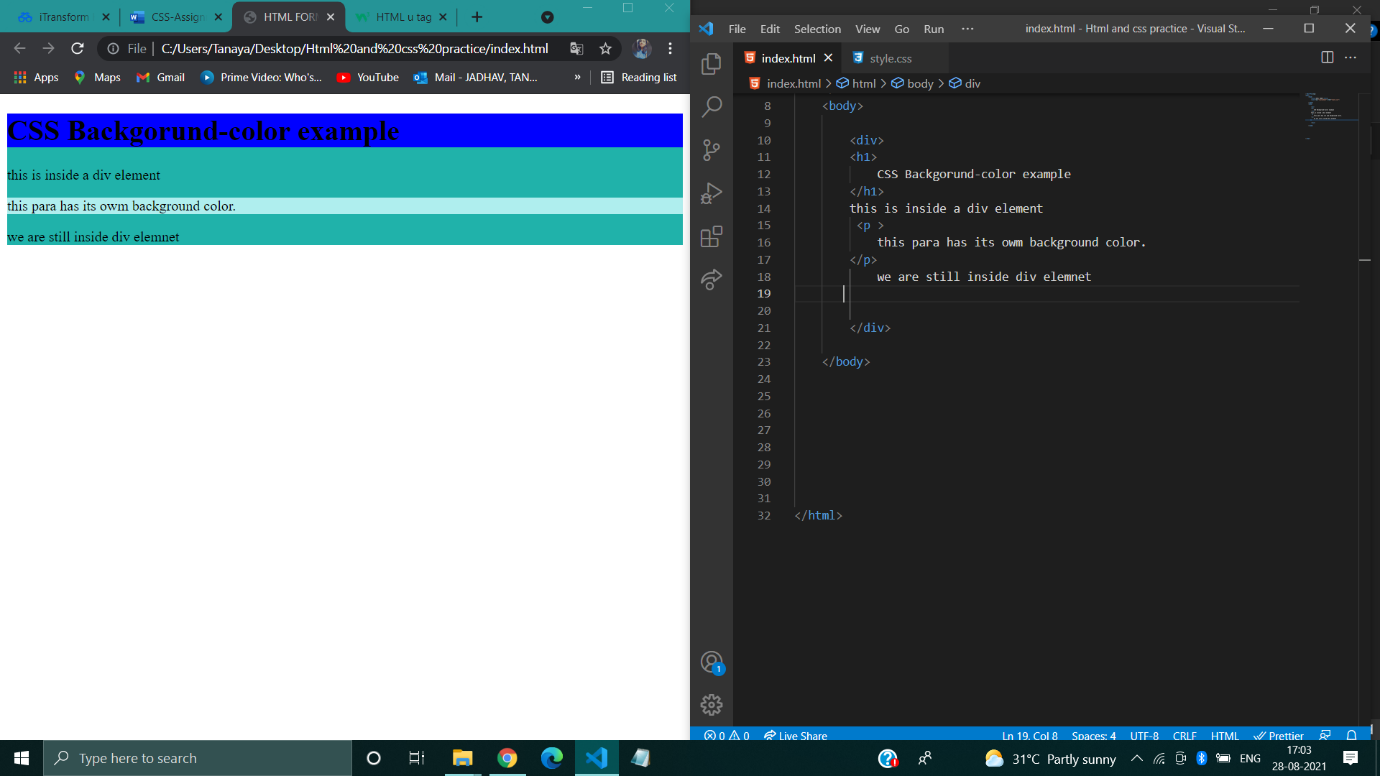 iTransform
CSS-Assign
HTML FOR
HTML u tag
File | C:/Users/Tanaya/Desktop/Html%20and%20css%20practice/index.html
Apps
Maps
Gmail
Prime Video: Who's...
YouTube
Mail - JADHAV, TAN...
»
Reading list
CSS Backgorund-color example
this is inside a div element
this para has its owm background color.
we are still inside div elemnet
File Edit Selection View Go Run ··· index.html - Html and css practice - Visual St...
index.html
style.css
index.html > html > body > div
8 <body>
9
10 <div>
11 <h1>
12 CSS Backgorund-color example
13 </h1>
14 this is inside a div element
15 <p >
16 this para has its owm background color.
17 </p>
18 we are still inside div elemnet
19
20
21 </div>
22
23 </body>
24
25
26
27
28
29
30
31
32 </html>
1
0 0 Live Share Ln 19, Col 8 Spaces: 4 UTF-8 CRLF HTML Prettier
Type here to search
31°C Partly sunny
ENG
17:03
28-08-2021